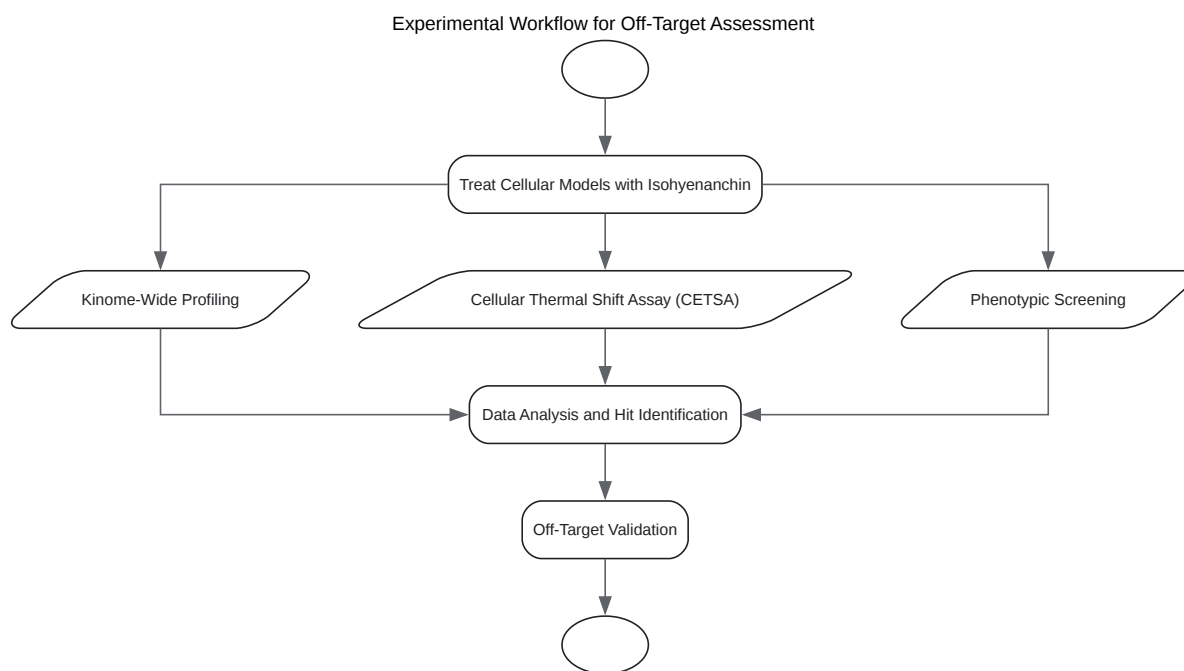 Experimental Workflow for Off-Target Assessment
Treat Cellular Models with Isohyenanchin
Kinome-Wide Profiling
Cellular Thermal Shift Assay (CETSA)
Phenotypic Screening
Data Analysis and Hit Identification
Off-Target Validation